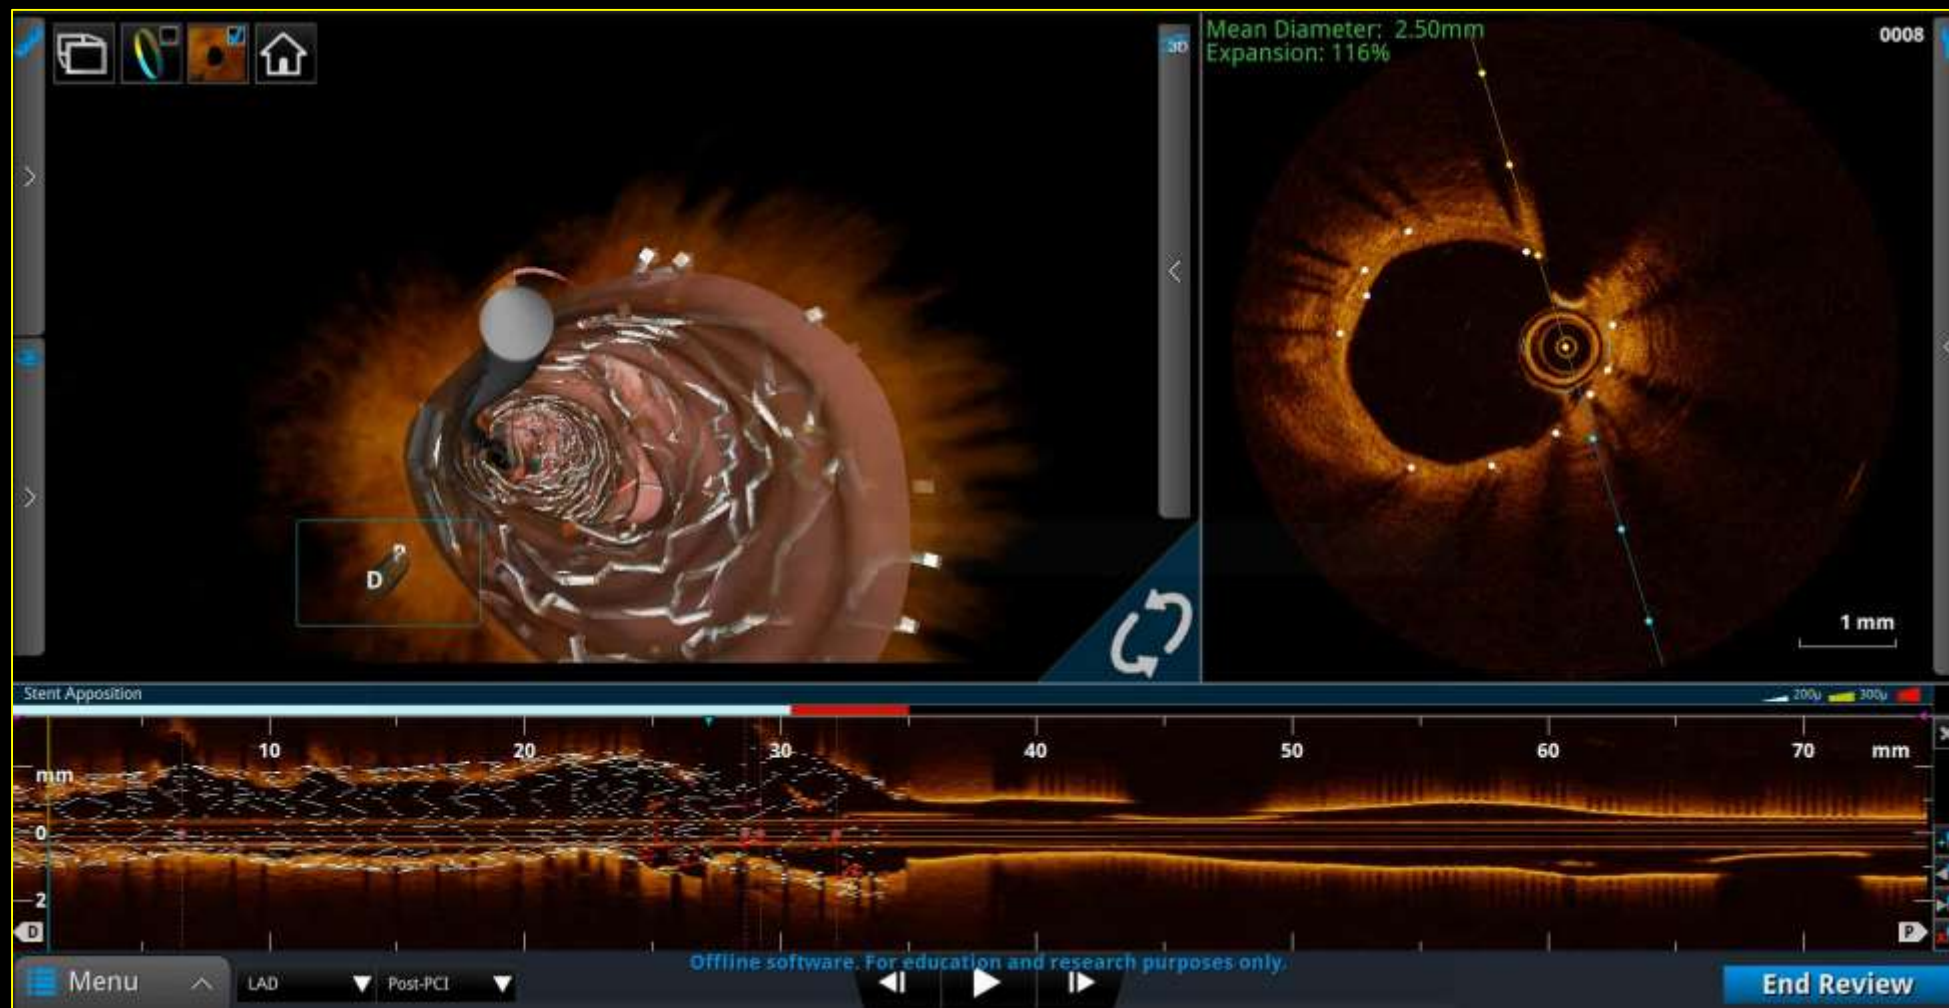 Mean Diameter: 2.50mm
Expansion: 116%
0008
3D
D
1 mm
Stent Apposition
200µ 300µ
10 20 30 40 50 60 70 mm
mm
0
2
D P
Offline software. For education and research purposes only.
Menu LAD Post-PCI End Review